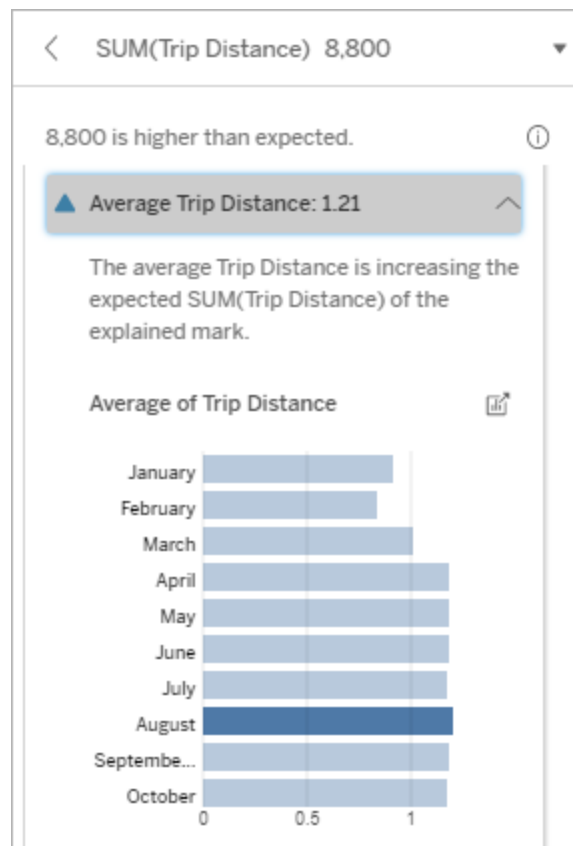 SUM(Trip Distance) 8,800
8,800 is higher than expected.
Average Trip Distance: 1.21
The average Trip Distance is increasing the
expected SUM(Trip Distance) of the
explained mark.
Average of Trip Distance
January
February
March
April
May
June
July
August
Septembe...
October
0 0.5 1